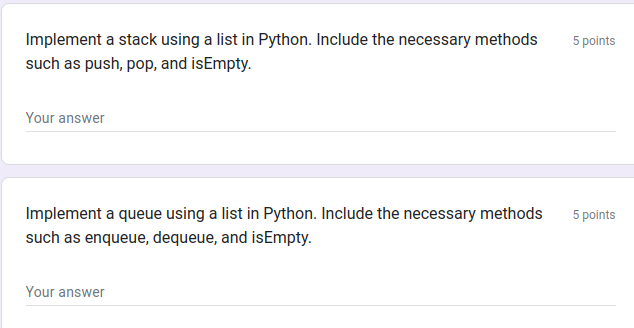 Implement a stack using a list in Python. Include the necessary methods 5 points
such as push, pop, and isEmpty.
Your answer
Implement a queue using a list in Python. Include the necessary methods 5 points
such as enqueue, dequeue, and isEmpty.
Your answer